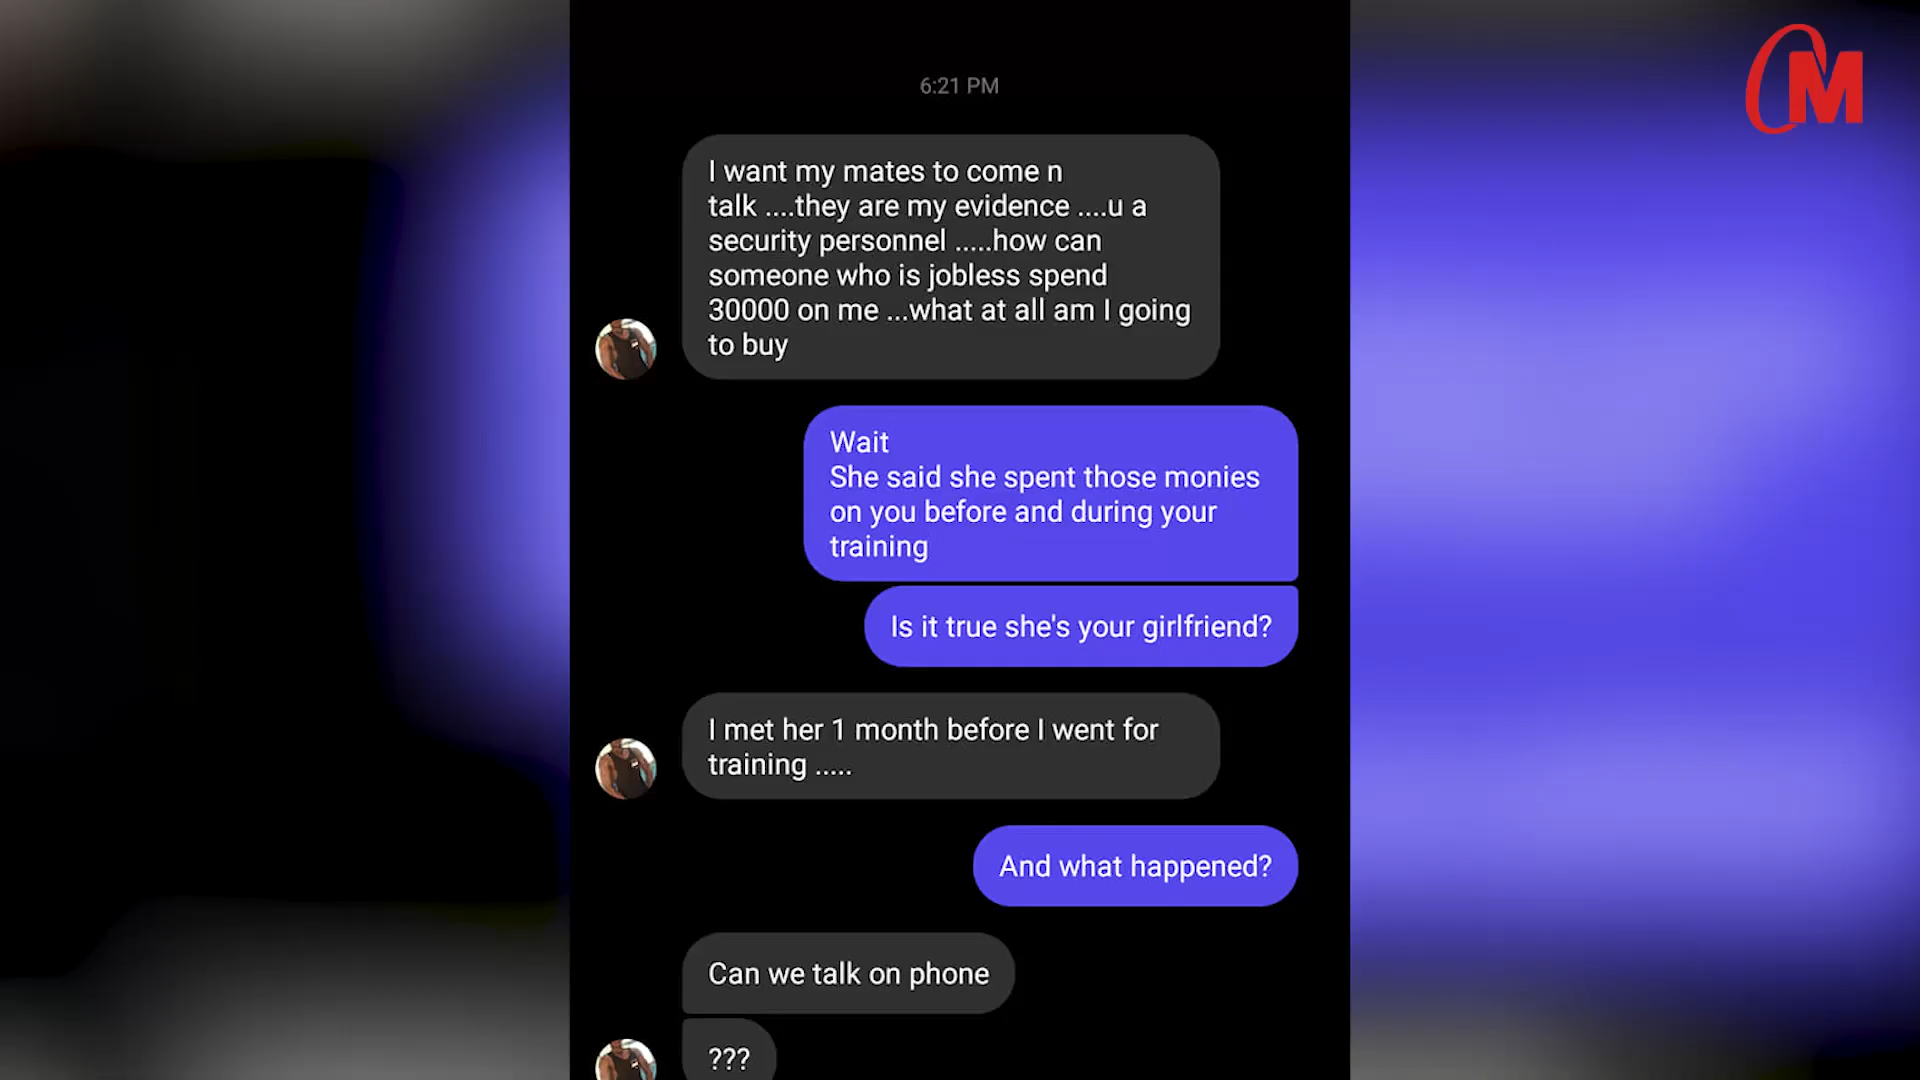 6:21 PM
I want my mates to come n
talk ....they are my evidence ....u a
security personnel .....how can
someone who is jobless spend
30000 on me ...what at all am I going
to buy
Wait
She said she spent those monies
on you before and during your
training
Is it true she's your girlfriend?
I met her 1 month before I went for
training .....
And what happened?
Can we talk on phone
???
M